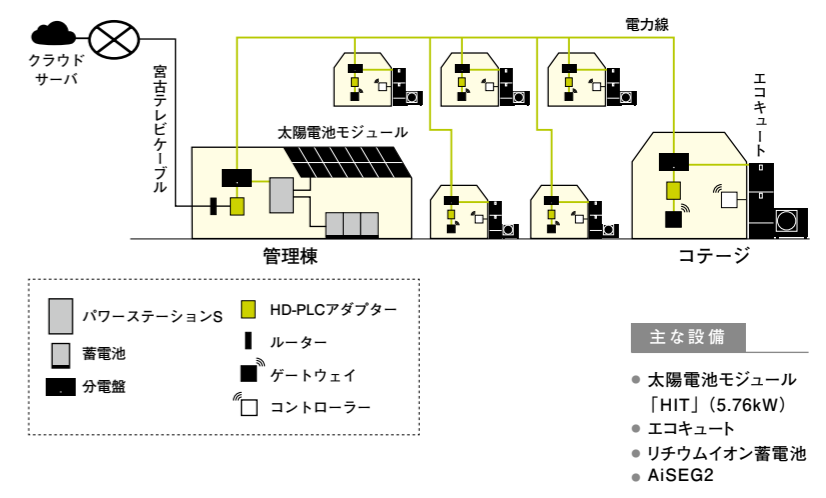 電力線
クラウド
サーバ
宮古テレビケーブル
太陽電池モジュール
エコキュート
管理棟
コテージ
パワーステーションS
蓄電池
分電盤
HD-PLCアダプター
ルーター
ゲートウェイ
コントローラー
主な設備
● 太陽電池モジュール
「HIT」（5.76kW）
● エコキュート
● リチウムイオン蓄電池
● AiSEG2